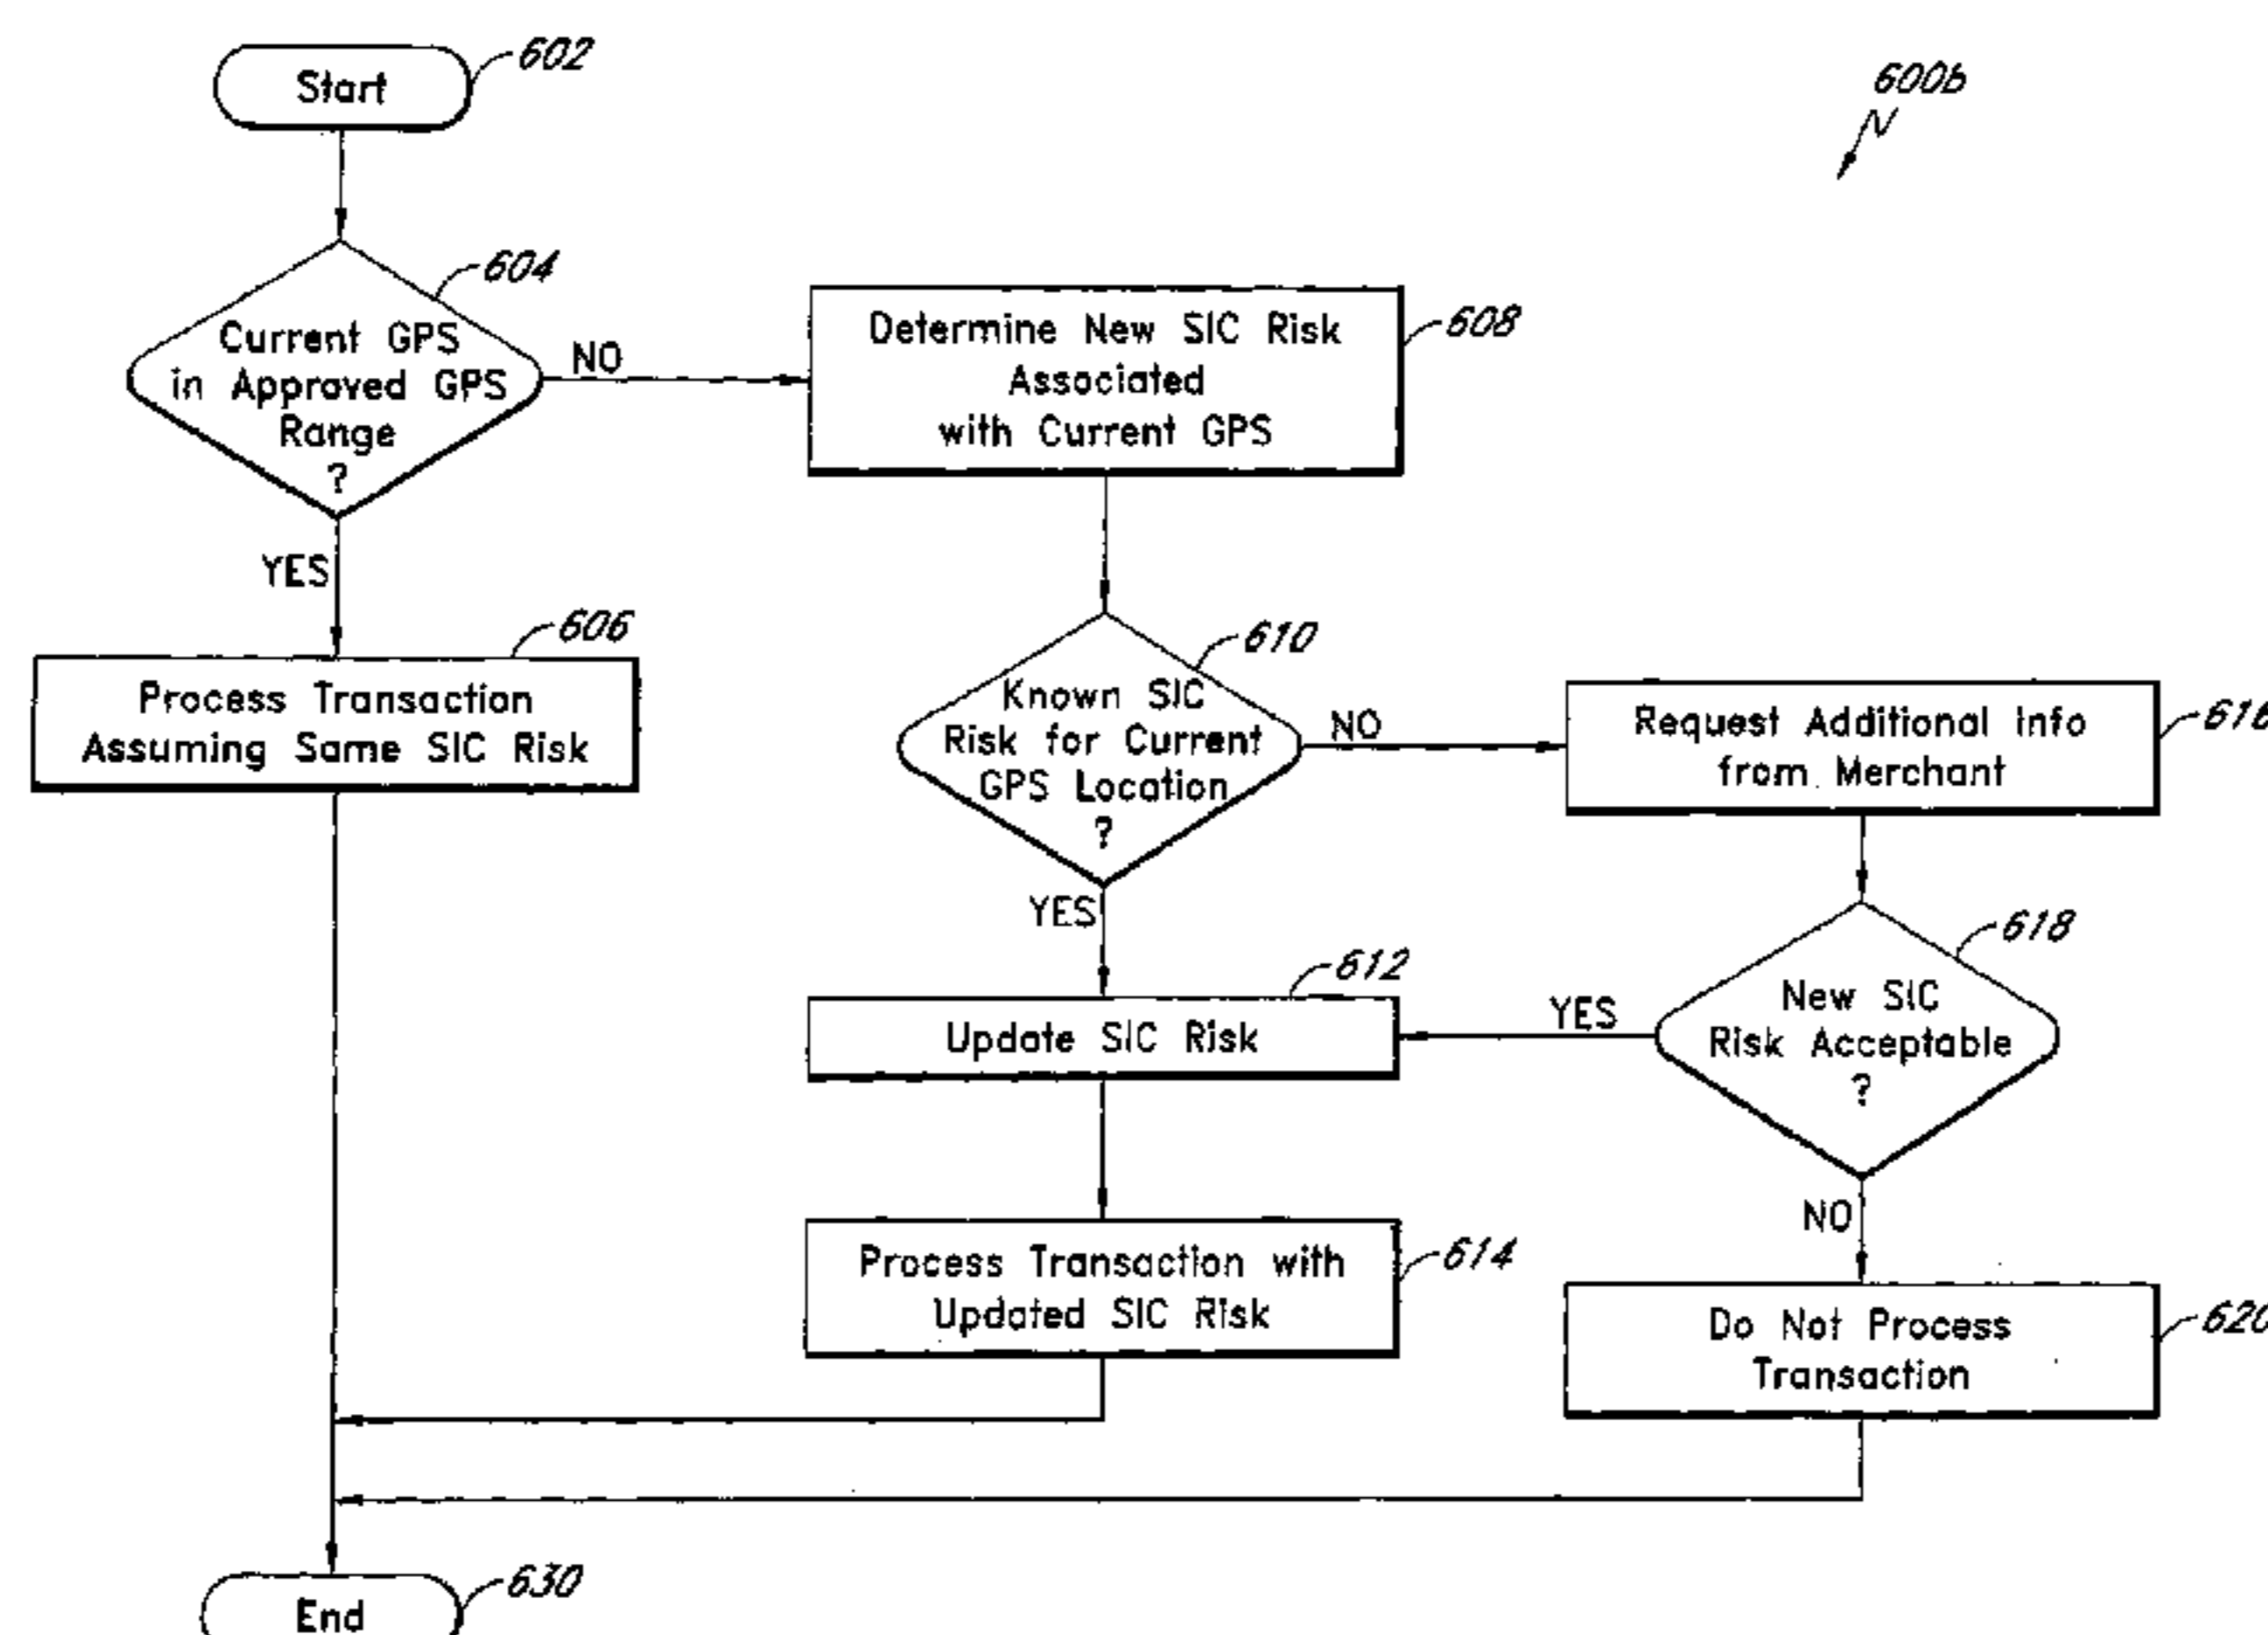 Start
602
600b
604
Current GPS
in Approved GPS
Range
?
NO
YES
Determine New SIC Risk
Associated
with Current GPS
608
606
Process Transaction
Assuming Same SIC Risk
610
Known SIC
Risk for Current
GPS Location
?
NO
YES
Request Additional Info
from Merchant
616
618
New SIC
Risk Acceptable
?
YES
NO
612
Update SIC Risk
Process Transaction with
Updated SIC Risk
614
Do Not Process
Transaction
620
End
630